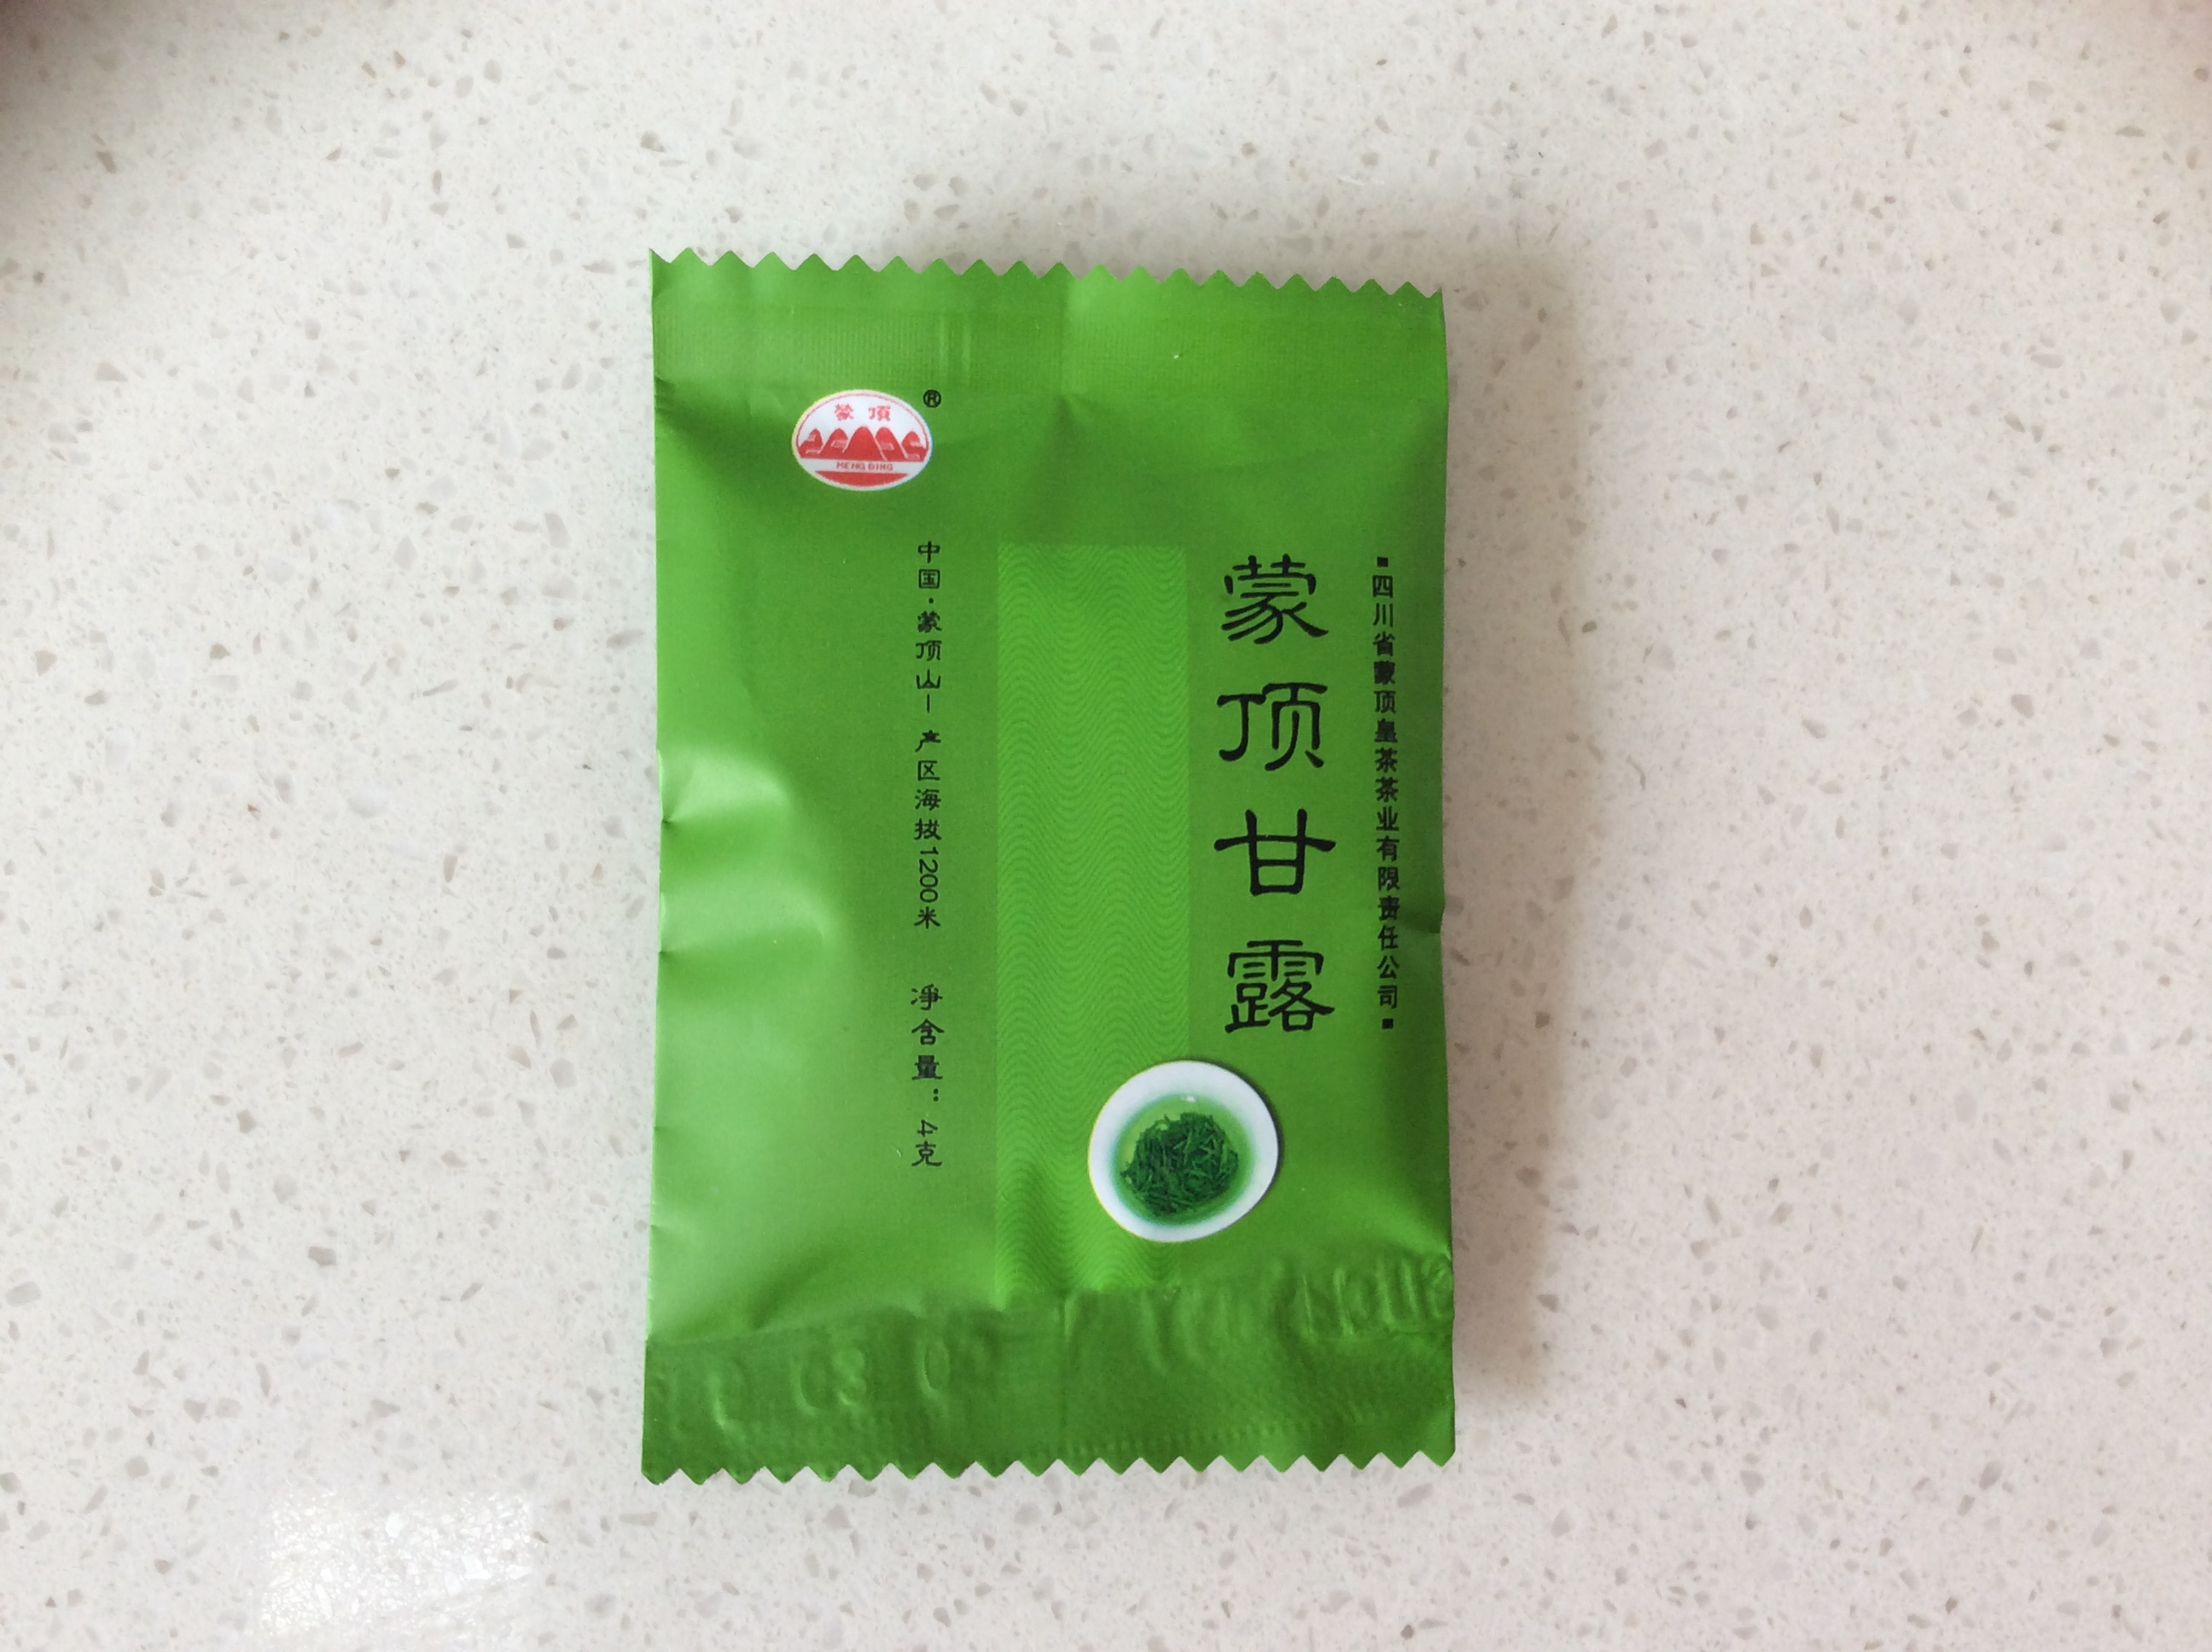 蒙頂
MENG DING
®
四川省蒙顶皇茶茶业有限责任公司
蒙顶甘露
中国·蒙顶山— 产区海拔1200米 净含量：4克